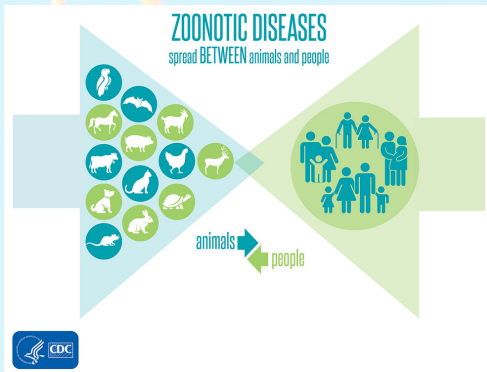 ZOONOTIC DISEASES
spread BETWEEN animals and people
animals
people
CDC